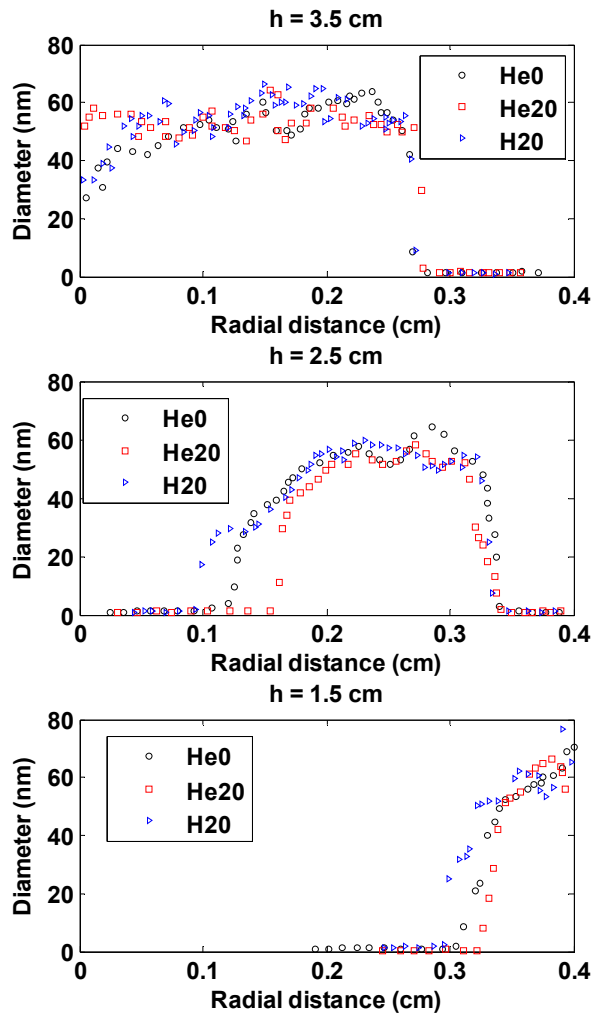 h = 3.5 cm
80
60
40
20
0
Diameter (nm)
He0
He20
H20
0 0.1 0.2 0.3 0.4
Radial distance (cm)
h = 2.5 cm
80
60
40
20
0
Diameter (nm)
He0
He20
H20
0 0.1 0.2 0.3 0.4
Radial distance (cm)
h = 1.5 cm
80
60
40
20
0
Diameter (nm)
He0
He20
H20
0 0.1 0.2 0.3 0.4
Radial distance (cm)